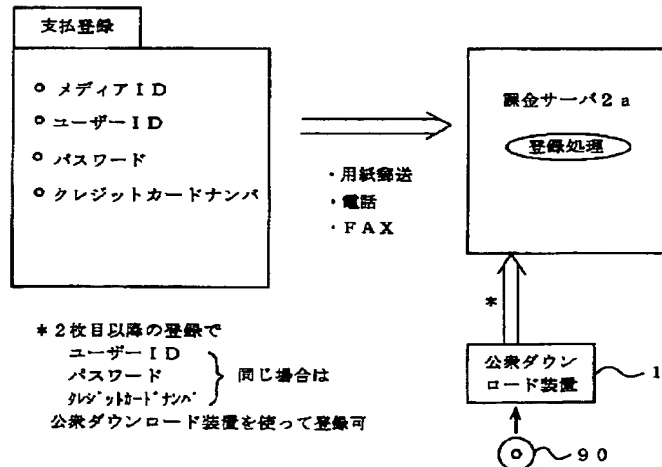 支払登録
メディアID
ユーザーID
パスワード
クレジットカードナンバ
・用紙郵送
・電話
・FAX
課金サーバ2a
登録処理
*
*2枚目以降の登録で
ユーザーID
パスワード
クレジットカードナンバ
同じ場合は
公衆ダウンロード装置を使って登録可
公衆ダウン
ロード装置
1
90